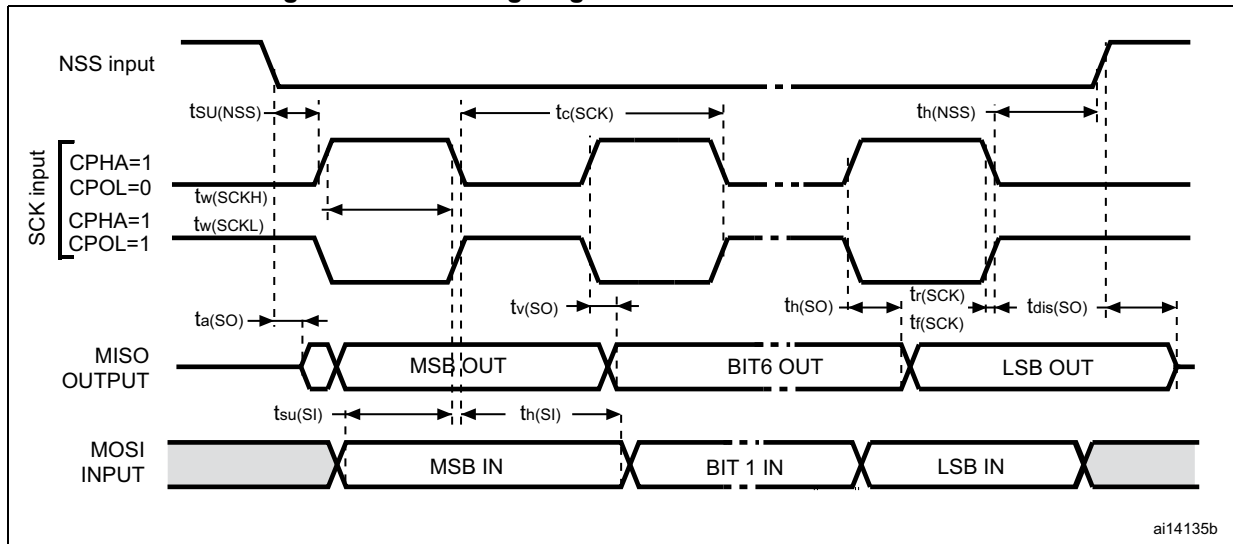 NSS input
tSU(NSS)
tc(SCK)
th(NSS)
SCK input
CPHA=1
CPOL=0
tw(SCKH)
CPHA=1
tw(SCKL)
CPOL=1
ta(SO)
tv(SO)
th(SO)
tr(SCK)
tf(SCK)
tdis(SO)
MISO
OUTPUT
MSB OUT
BIT6 OUT
LSB OUT
tsu(SI)
th(SI)
MOSI
INPUT
MSB IN
BIT 1 IN
LSB IN
ai14135b